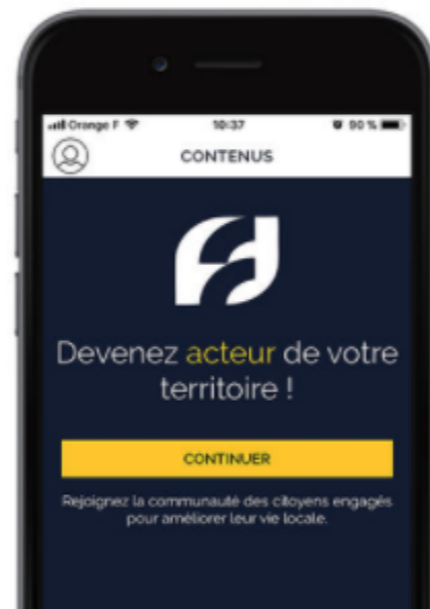 Orange F 10:37 90 %
CONTENUS
Devenez acteur de votre
territoire !
CONTINUER
Rejoignez la communauté des citoyens engagés
pour améliorer leur vie locale.